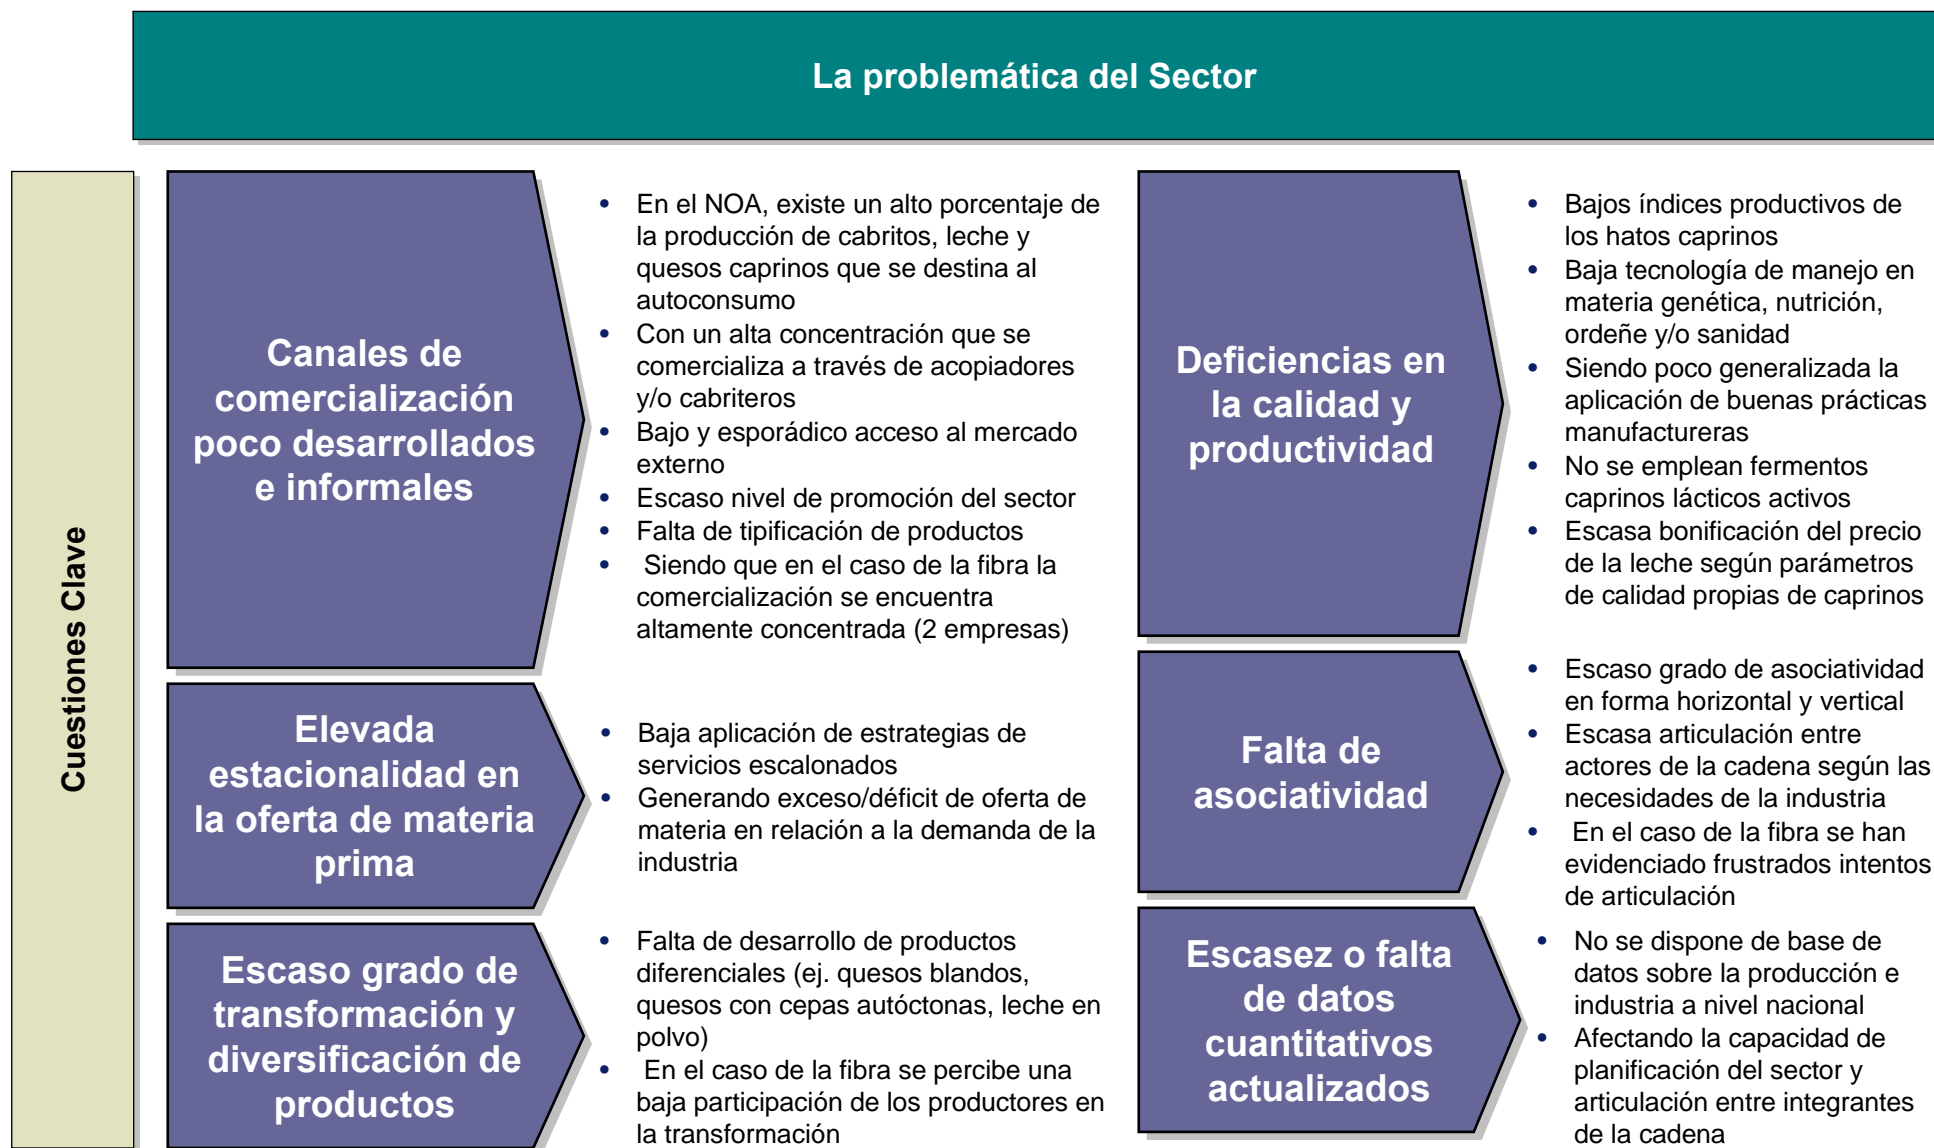 La problemática del Sector
Cuestiones Clave
Canales de
comercialización
poco desarrollados
e informales
• En el NOA, existe un alto porcentaje de
la producción de cabritos, leche y
quesos caprinos que se destina al
autoconsumo
• Con un alta concentración que se
comercializa a través de acopiadores
y/o cabriteros
• Bajo y esporádico acceso al mercado
externo
• Escaso nivel de promoción del sector
• Falta de tipificación de productos
• Siendo que en el caso de la fibra la
comercialización se encuentra
altamente concentrada (2 empresas)
Elevada
estacionalidad en
la oferta de materia
prima
• Baja aplicación de estrategias de
servicios escalonados
• Generando exceso/déficit de oferta de
materia en relación a la demanda de la
industria
Escaso grado de
transformación y
diversificación de
productos
• Falta de desarrollo de productos
diferenciales (ej. quesos blandos,
quesos con cepas autóctonas, leche en
polvo)
• En el caso de la fibra se percibe una
baja participación de los productores en
la transformación
Deficiencias en
la calidad y
productividad
• Bajos índices productivos de
los hatos caprinos
• Baja tecnología de manejo en
materia genética, nutrición,
ordeñe y/o sanidad
• Siendo poco generalizada la
aplicación de buenas prácticas
manufactureras
• No se emplean fermentos
caprinos lácticos activos
• Escasa bonificación del precio
de la leche según parámetros
de calidad propias de caprinos
Falta de
asociatividad
• Escaso grado de asociatividad
en forma horizontal y vertical
• Escasa articulación entre
actores de la cadena según las
necesidades de la industria
• En el caso de la fibra se han
evidenciado frustrados intentos
de articulación
Escasez o falta
de datos
cuantitativos
actualizados
• No se dispone de base de
datos sobre la producción e
industria a nivel nacional
• Afectando la capacidad de
planificación del sector y
articulación entre integrantes
de la cadena